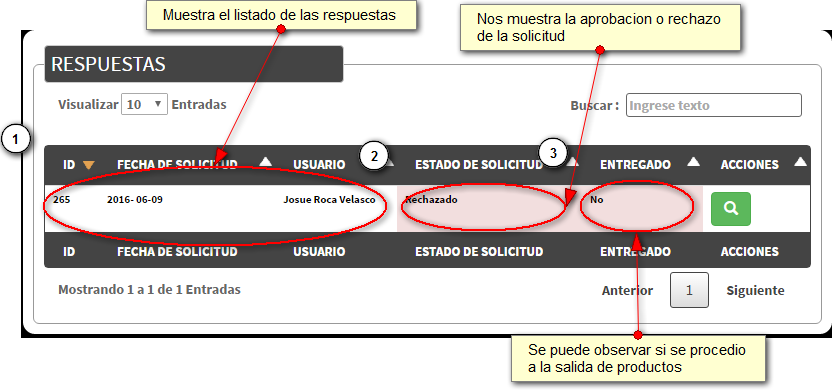 Muestra el listado de las respuestas
Nos muestra la aprobacion o rechazo
de la solicitud
RESPUESTAS
Visualizar 10 Entradas
Buscar : Ingrese texto
1
2
3
ID FECHA DE SOLICITUD USUARIO ESTADO DE SOLICITUD ENTREGADO ACCIONES
265 2016- 06-09 Josue Roca Velasco Rechazado No
ID FECHA DE SOLICITUD USUARIO ESTADO DE SOLICITUD ENTREGADO ACCIONES
Mostrando 1 a 1 de 1 Entradas
Anterior 1 Siguiente
Se puede observar si se procedio
a la salida de productos